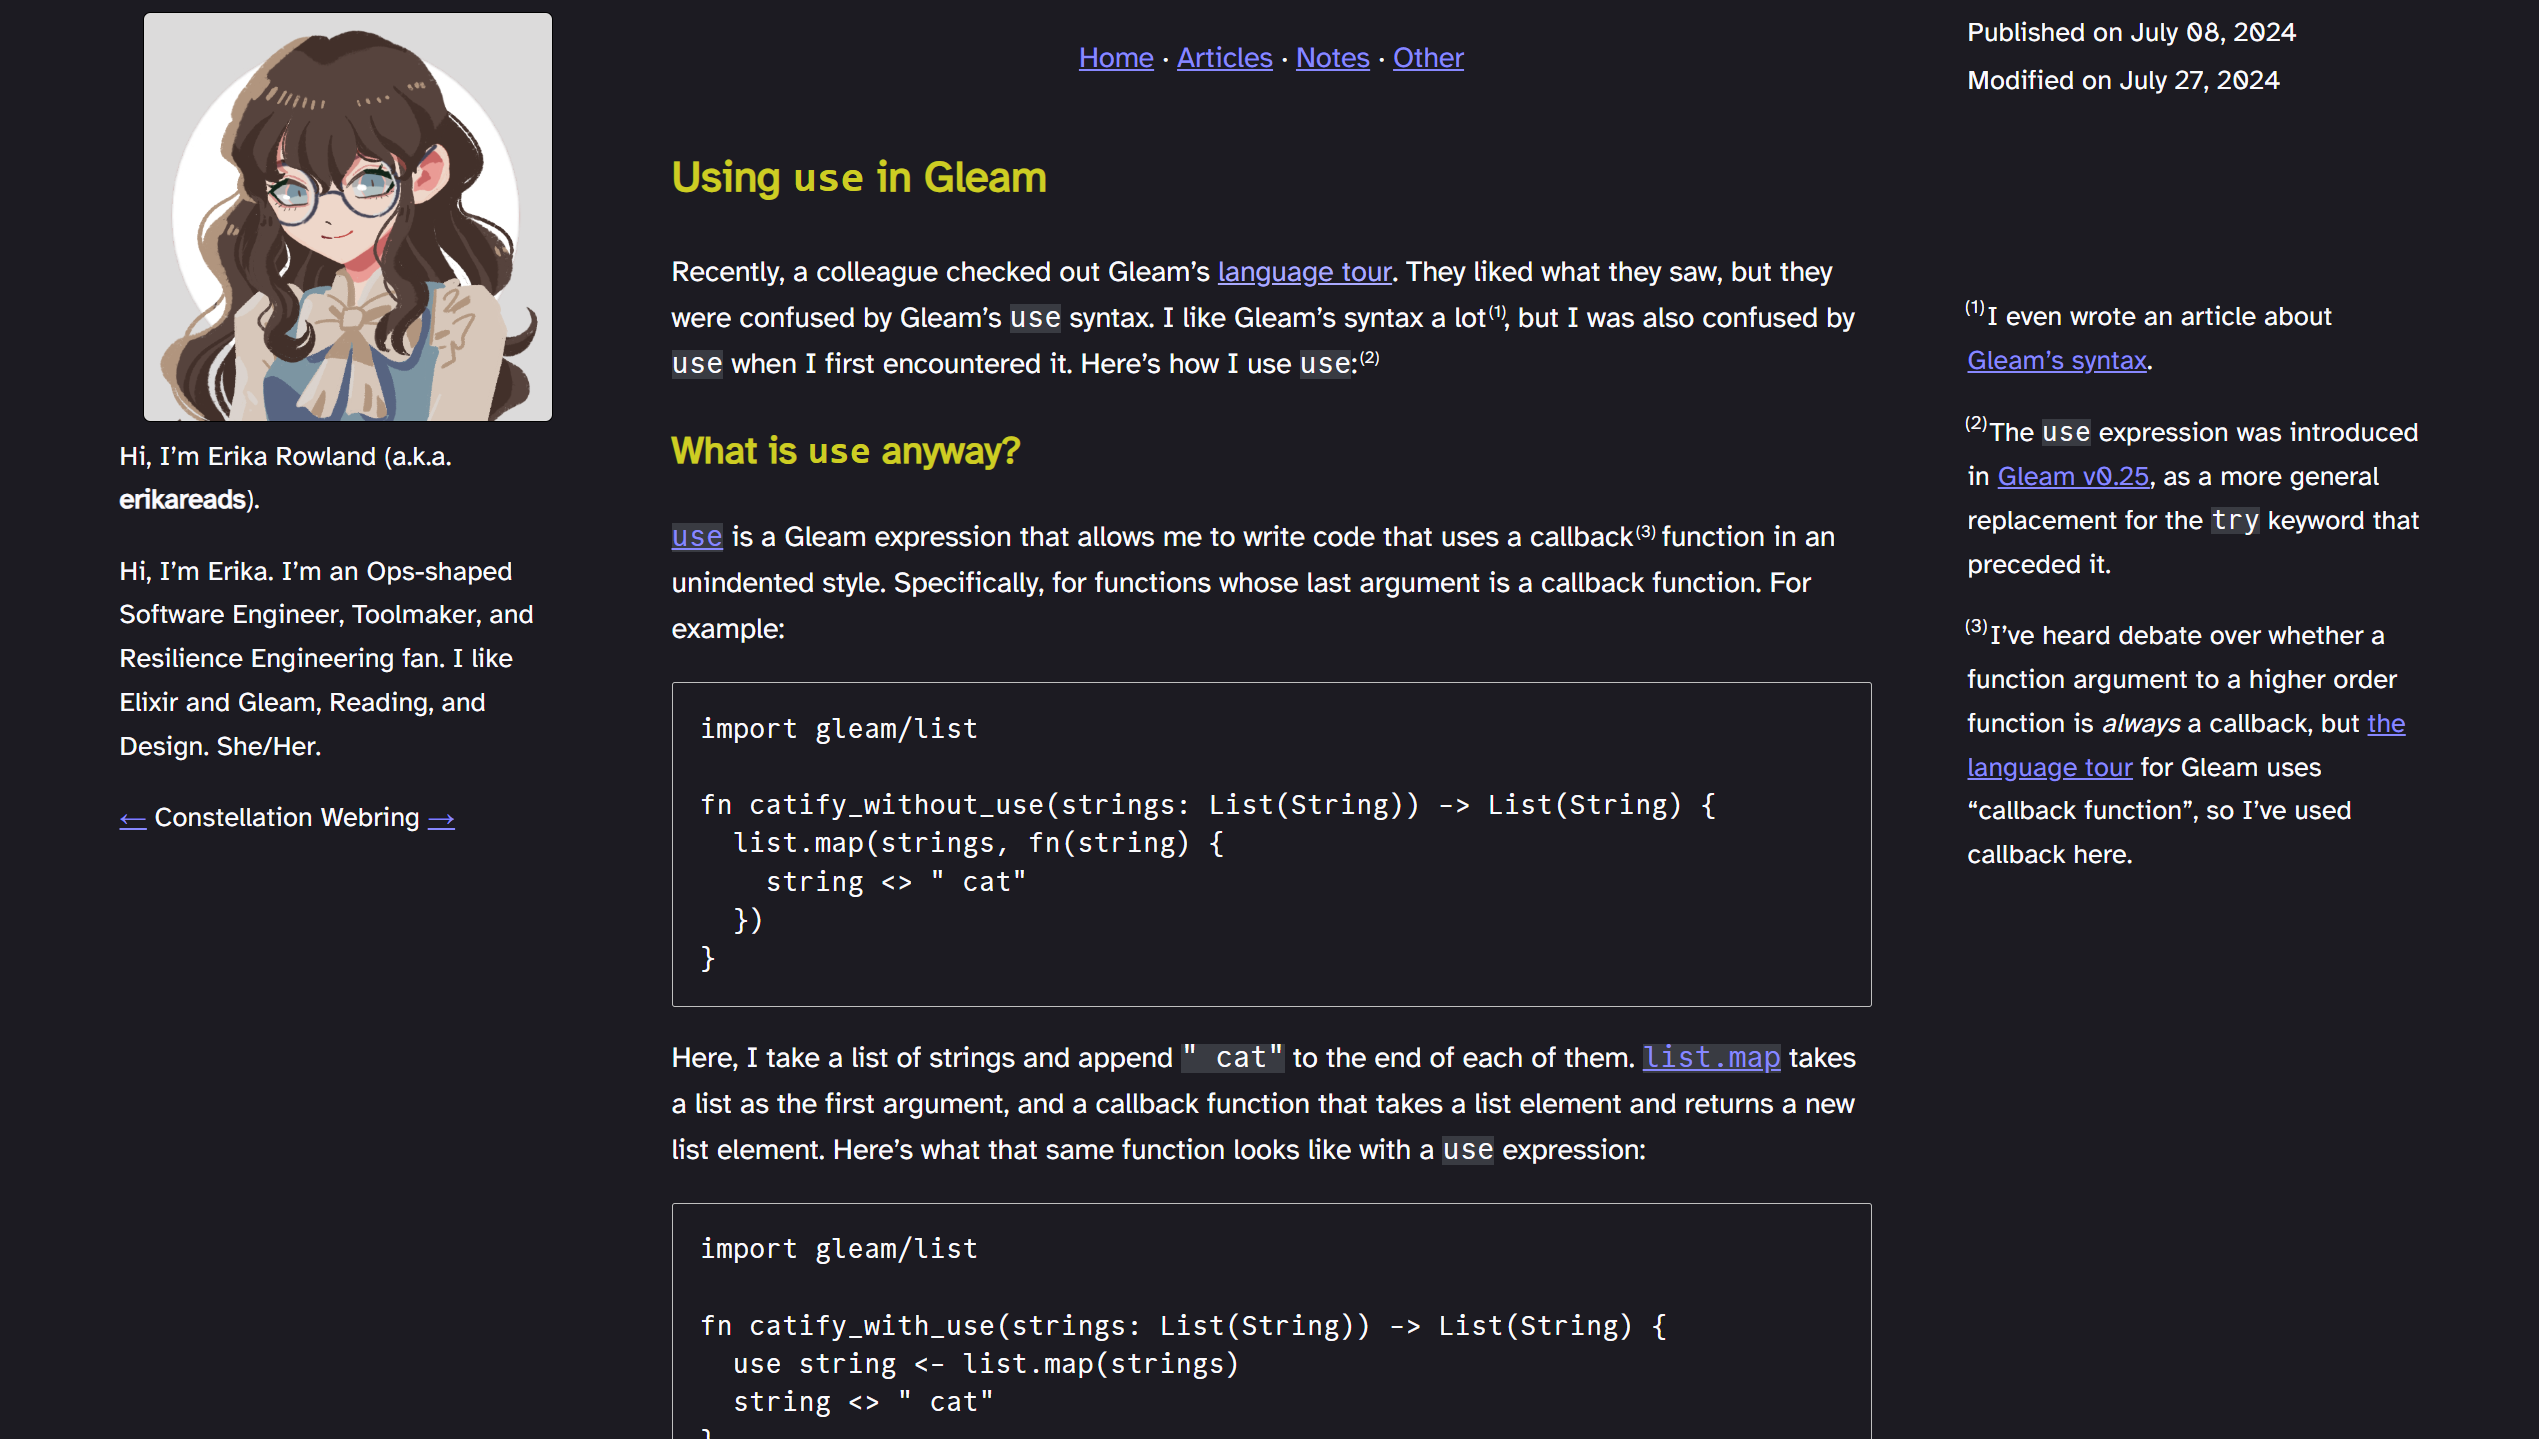 Home · Articles · Notes · Other
Published on July 08, 2024
Modified on July 27, 2024
Hi, I’m Erika Rowland (a.k.a.
erikareads).
Hi, I’m Erika. I’m an Ops-shaped
Software Engineer, Toolmaker, and
Resilience Engineering fan. I like
Elixir and Gleam, Reading, and
Design. She/Her.
← Constellation Webring →
Using use in Gleam
Recently, a colleague checked out Gleam’s language tour. They liked what they saw, but they
were confused by Gleam’s use syntax. I like Gleam’s syntax a lot(1), but I was also confused by
use when I first encountered it. Here’s how I use use:(2)
What is use anyway?
use is a Gleam expression that allows me to write code that uses a callback(3) function in an
unindented style. Specifically, for functions whose last argument is a callback function. For
example:
import gleam/list
fn catify_without_use(strings: List(String)) -> List(String) {
  list.map(strings, fn(string) {
    string <> " cat"
  })
}
Here, I take a list of strings and append " cat" to the end of each of them. list.map takes
a list as the first argument, and a callback function that takes a list element and returns a new
list element. Here’s what that same function looks like with a use expression:
import gleam/list
fn catify_with_use(strings: List(String)) -> List(String) {
  use string <- list.map(strings)
  string <> " cat"
}
(1)I even wrote an article about
Gleam’s syntax.
(2)The use expression was introduced
in Gleam v0.25, as a more general
replacement for the try keyword that
preceded it.
(3)I’ve heard debate over whether a
function argument to a higher order
function is always a callback, but the
language tour for Gleam uses
“callback function”, so I’ve used
callback here.